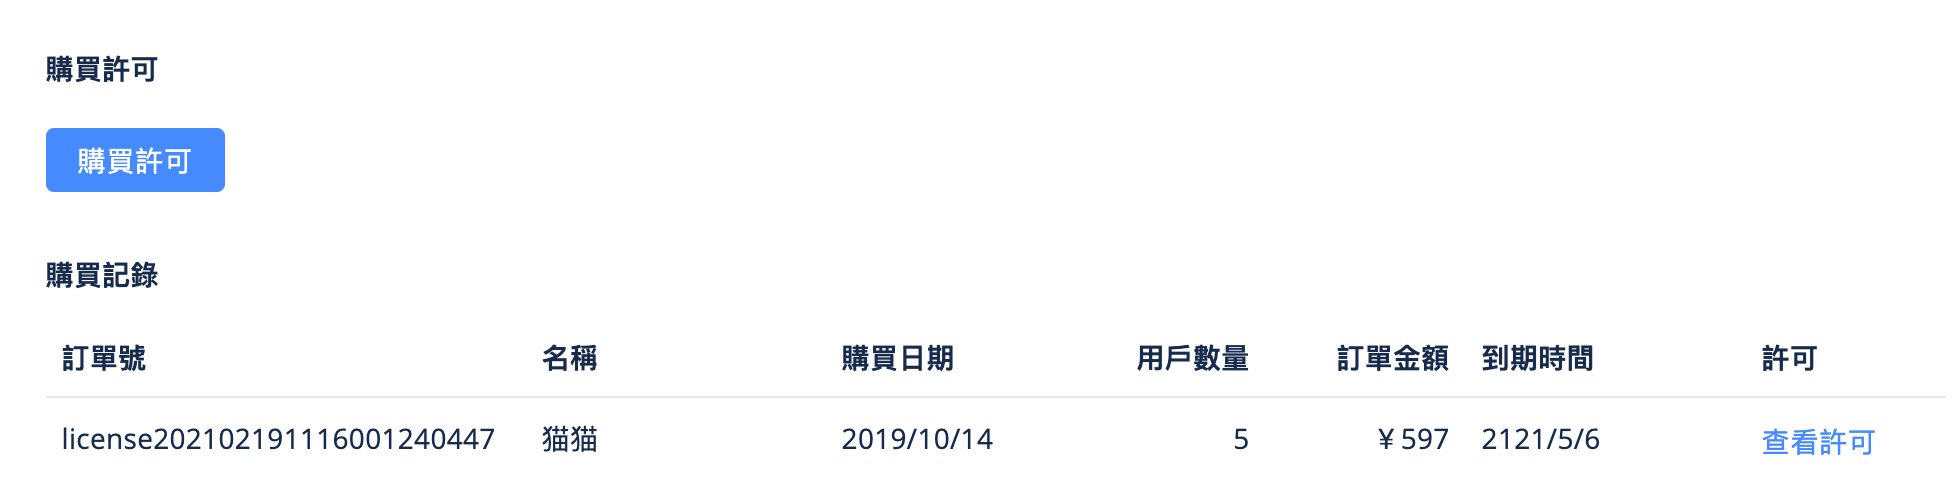 購買許可
購買許可
購買記錄
訂單號 名稱 購買日期 用戶數量 訂單金額 到期時間 許可
license202102191116001240447 猫猫 2019/10/14 5 ¥ 597 2121/5/6 查看許可